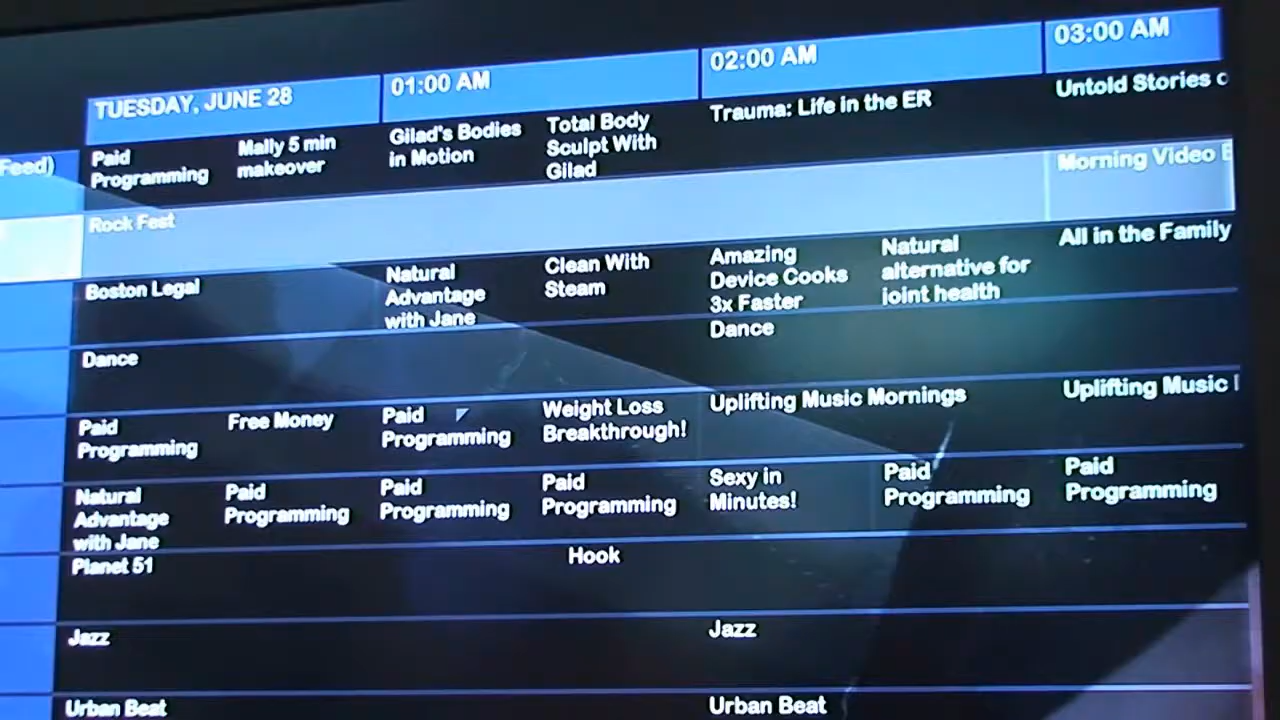 TUESDAY, JUNE 28
01:00 AM
02:00 AM
03:00 AM
Feed)
Paid
Programming
Mally 5 min
makeover
Gilad's Bodies
in Motion
Total Body
Sculpt With
Gilad
Trauma: Life in the ER
Untold Stories
Rock Fest
Morning Video
Boston Legal
Natural
Advantage
with Jane
Clean With
Steam
Amazing
Device Cooks
3x Faster
Natural
alternative for
joint health
All in the Family
Dance
Dance
Paid
Programming
Free Money
Paid
Programming
Weight Loss
Breakthrough!
Uplifting Music Mornings
Uplifting Music
Natural
Advantage
with Jane
Paid
Programming
Paid
Programming
Paid
Programming
Sexy in
Minutes!
Paid
Programming
Paid
Programming
Planet 51
Hook
Jazz
Jazz
Urban Beat
Urban Beat